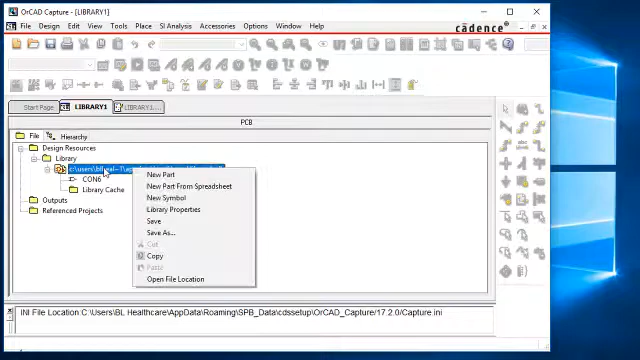 OrCAD Capture - [LIBRARY1]
File Design Edit View Tools Place SI Analysis Accessories Options Window Help
cādence
Start Page LIBRARY1 LIBRARY1...
PCB
File Hierarchy
Design Resources
Library
CON6
Library Cache
Outputs
Referenced Projects
New Part
New Part From Spreadsheet
New Symbol
Library Properties
Save
Save As...
Cut
Copy
Paste
Open File Location
INI File Location:C:\Users\BL Healthcare\AppData\Roaming\SPB_Data\cdssetup\OrCAD_Capture/17.2.0/Capture.ini